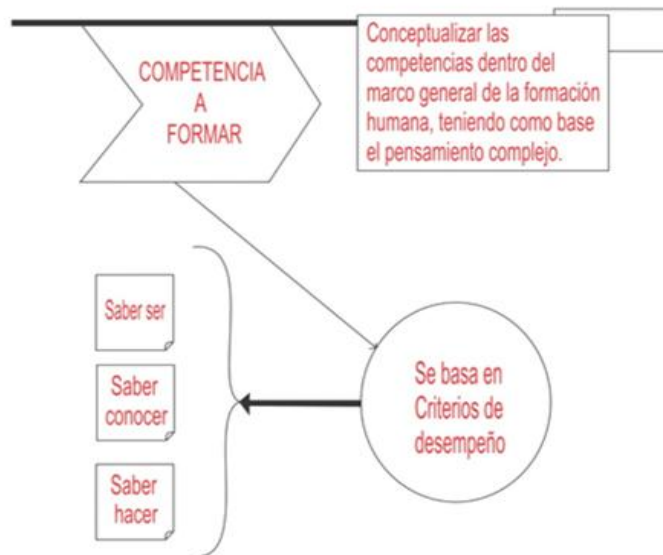 COMPETENCIA
A
FORMAR
Conceptualizar las
competencias dentro del
marco general de la formación
humana, teniendo como base
el pensamiento complejo.
Saber ser
Saber
conocer
Saber
hacer
Se basa en
Criterios de
desempeño